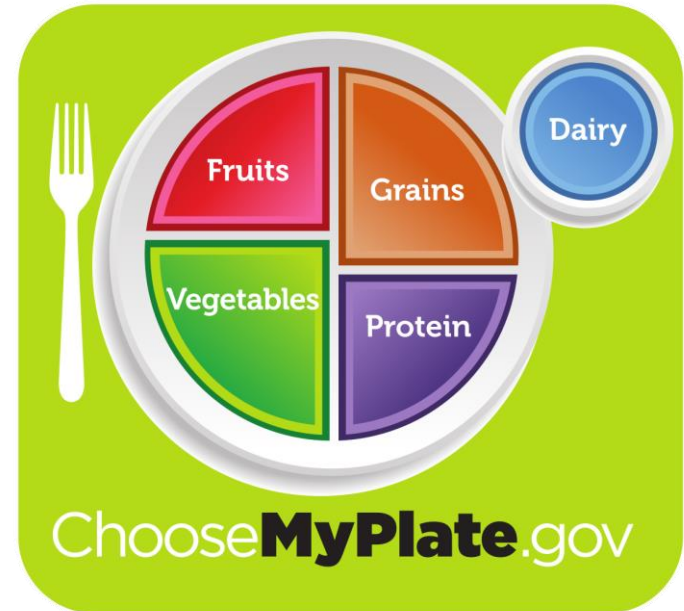 Fruits
Grains
Dairy
Vegetables
Protein
ChooseMyPlate.gov